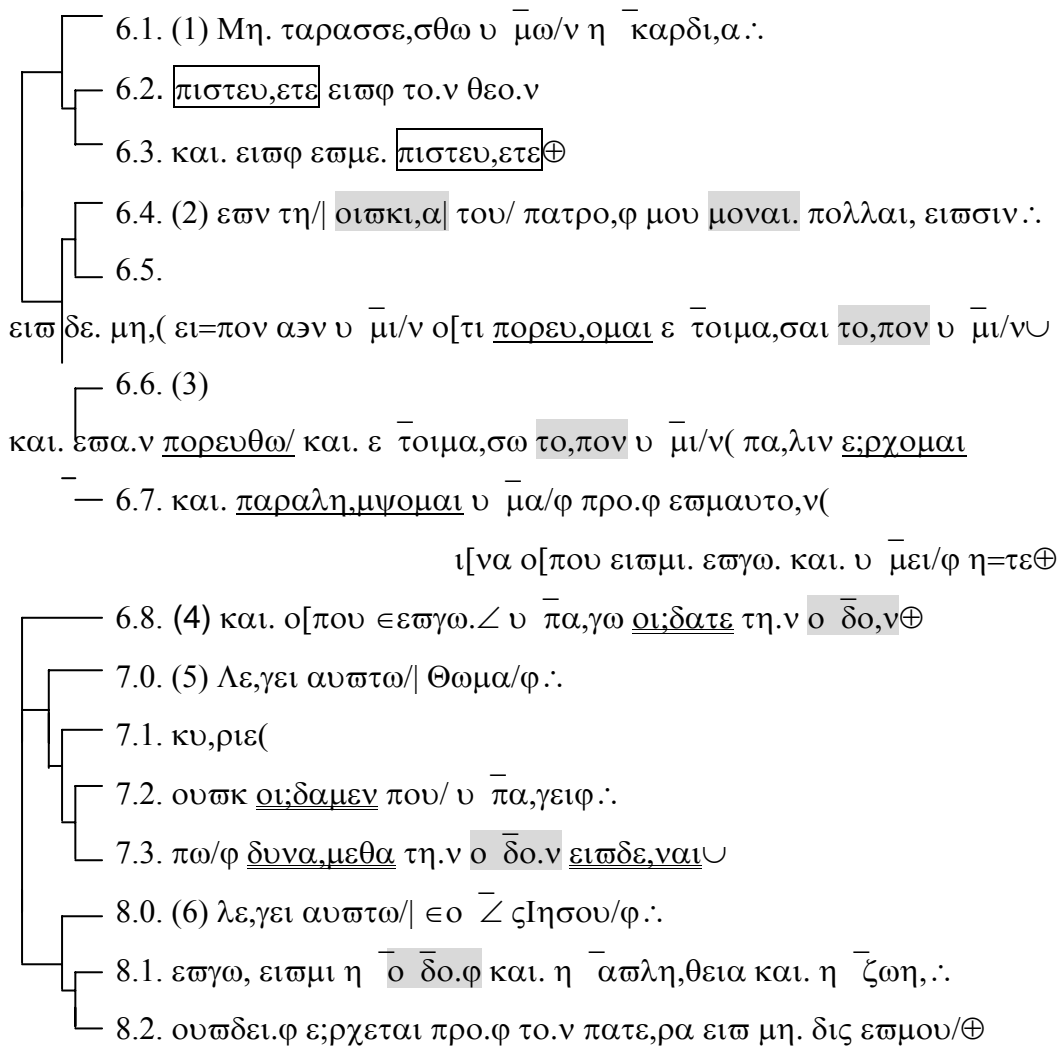 6.1. (1) Μη. ταρασσε,σθω υ ̅μω/ν η ̅καρδι,α∴
6.2. πιστευ,ετε ειϖφ το.ν θεο.ν
6.3. και. ειϖφ εϖμε. πιστευ,ετε⊕
6.4. (2) εϖν τη/| οιϖκι,α| του/ πατρο,φ μου μοναι. πολλαι, ειϖσιν∴
6.5.
ειϖ δε. μη,( ει=πον αэν υ ̅μι/ν ο[τι πορευ,ομαι ε ̅τοιμα,σαι το,πον υ ̅μι/ν∪
6.6. (3)
και. εϖα.ν πορευθω/ και. ε ̅τοιμα,σω το,πον υ ̅μι/ν( πα,λιν ε;ρχομαι
6.7. και. παραλη,μψομαι υ ̅μα/φ προ.φ εϖμαυτο,ν(
ι[να ο[που ειϖμι. εϖγω. και. υ ̅μει/φ η=τε⊕
6.8. (4) και. ο[που ∈εϖγω.∠ υ ̅πα,γω οι;δατε τη.ν ο ̅δο,ν⊕
7.0. (5) Λε,γει αυϖτω/| Θωμα/φ∴
7.1. κυ,ριε(
7.2. ουϖκ οι;δαμεν που/ υ ̅πα,γειφ∴
7.3. πω/φ δυνα,μεθα τη.ν ο ̅δο.ν ειϖδε,ναι∪
8.0. (6) λε,γει αυϖτω/| ∈ο ̅∠ ςΙησου/φ∴
8.1. εϖγω, ειϖμι η ̅ο ̅δο.φ και. η ̅αϖλη,θεια και. η ̅ζωη,∴
8.2. ουϖδει.φ ε;ρχεται προ.φ το.ν πατε,ρα ειϖ μη. δις εϖμου/⊕